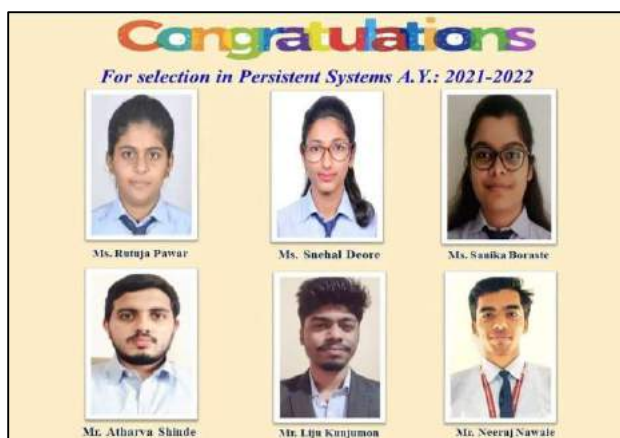 Congratulations
For selection in Persistent Systems A.Y.: 2021-2022
Ms. Rutuja Pawar
Ms. Snehal Deore
Ms. Sanika Boraste
Mr. Atharva Shinde
Mr. Liju Kunjumon
Mr. Neeraj Nawale